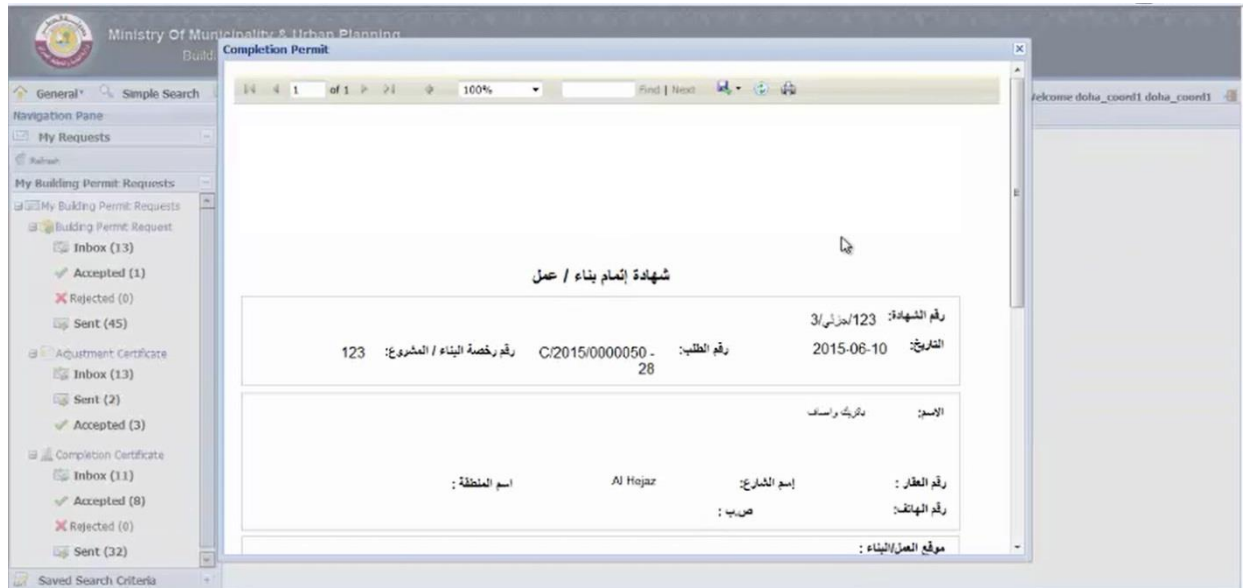 Ministry Of Municipality & Urban Planning
Build
Completion Permit
General
Simple Search
1 of 1
100%
Find | Next
Welcome doha_coord1 doha_coord1
Navigation Pane
My Requests
Refresh
My Building Permit Requests
My Building Permit Requests
Building Permit Request
Inbox (13)
Accepted (1)
Rejected (0)
Sent (45)
Adjustment Certificate
Inbox (13)
Sent (2)
Accepted (3)
Completion Certificate
Inbox (11)
Accepted (8)
Rejected (0)
Sent (32)
Saved Search Criteria
شهادة إتمام بناء / عمل
رقم الشهادة: 123/جزئي/3
التاريخ: 2015-06-10 رقم الطلب: C/2015/0000050 - 28 رقم رخصة البناء / المشروع: 123
الاسم: باتريك واساف
رقم العقار : إسم الشارع: Al Hejaz اسم المنطقة :
رقم الهاتف: ص.ب :
موقع العمل/البناء :